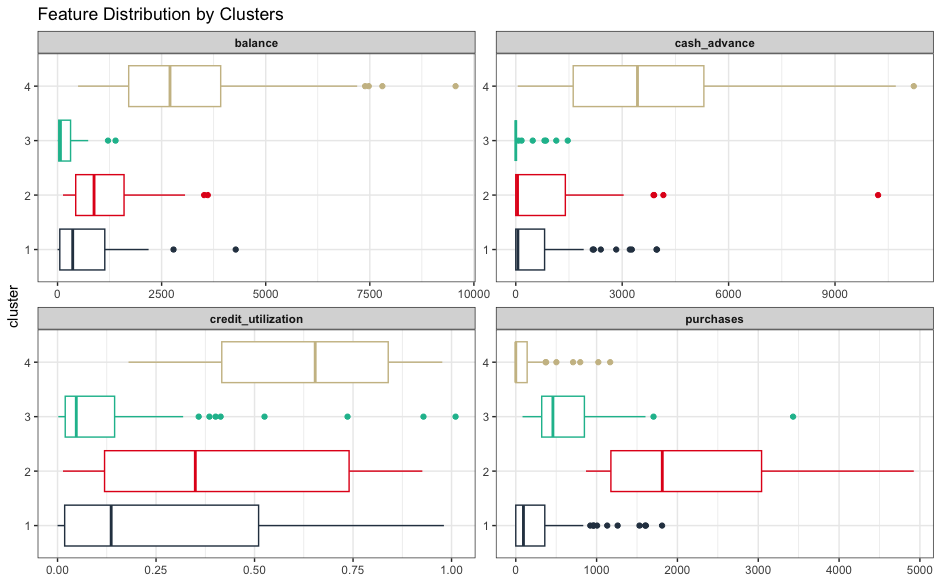 Feature Distribution by Clusters
balance
cash_advance
4
3
2
1
0 2500 5000 7500 10000
0 3000 6000 9000
cluster
credit_utilization
purchases
4
3
2
1
4
3
2
1
4
3
2
1
0.00 0.25 0.50 0.75 1.00
0 1000 2000 3000 4000 5000